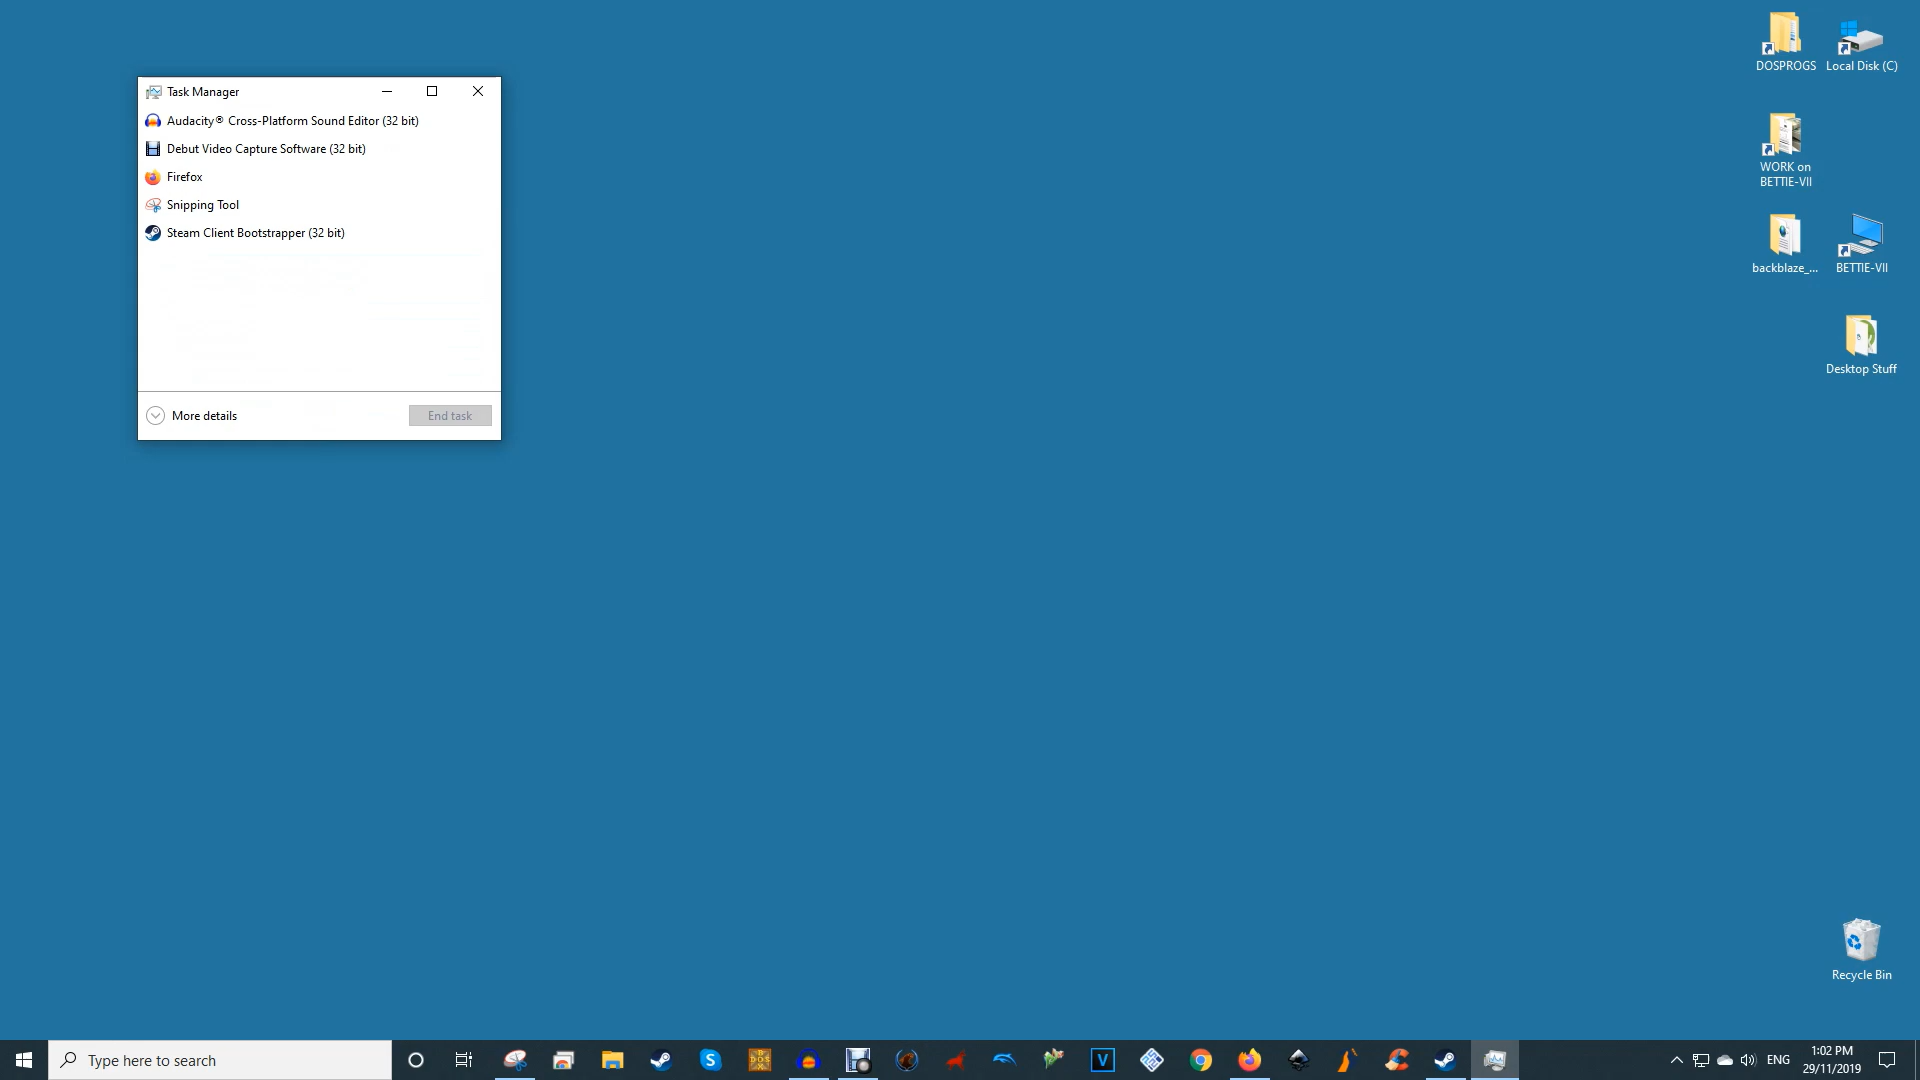 Task Manager
Audacity® Cross-Platform Sound Editor (32 bit)
Debut Video Capture Software (32 bit)
Firefox
Snipping Tool
Steam Client Bootstrapper (32 bit)
More details
End task
DOSPROGS
Local Disk (C)
WORK on
BETTIE-VII
backblaze_...
BETTIE-VII
Desktop Stuff
Recycle Bin
Type here to search
S
DOS
V
ENG
1:02 PM
29/11/2019